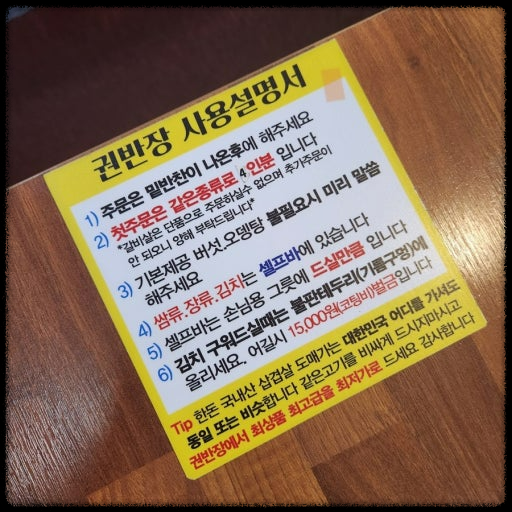 권반장 사용설명서
1) 주문은 밑반찬이 나온후에 해주세요
2) 첫주문은 같은종류로 4인분 입니다
*갈비살은 단품으로 주문하실수 없으며 추가주문이
안 되오니 양해 부탁드립니다*
3) 기본제공 버섯.오뎅탕 불필요시 미리 말씀
해주세요
4) 쌈류.장류.김치는 셀프바에 있습니다
5) 셀프바는 손님용 그릇에 드실만큼 입니다
6) 김치 구워드실때는 불판테두리(기름구멍)에
올리세요. 어길시 15,000원(코팅비)벌금입니다
Tip 한돈 국내산 삼겹살 도매가는 대한민국 어디를 가셔도
동일 또는 비슷합니다 같은고기를 비싸게 드시지마시고
권반장에서 최상품 최고급을 최저가로 드세요 감사합니다